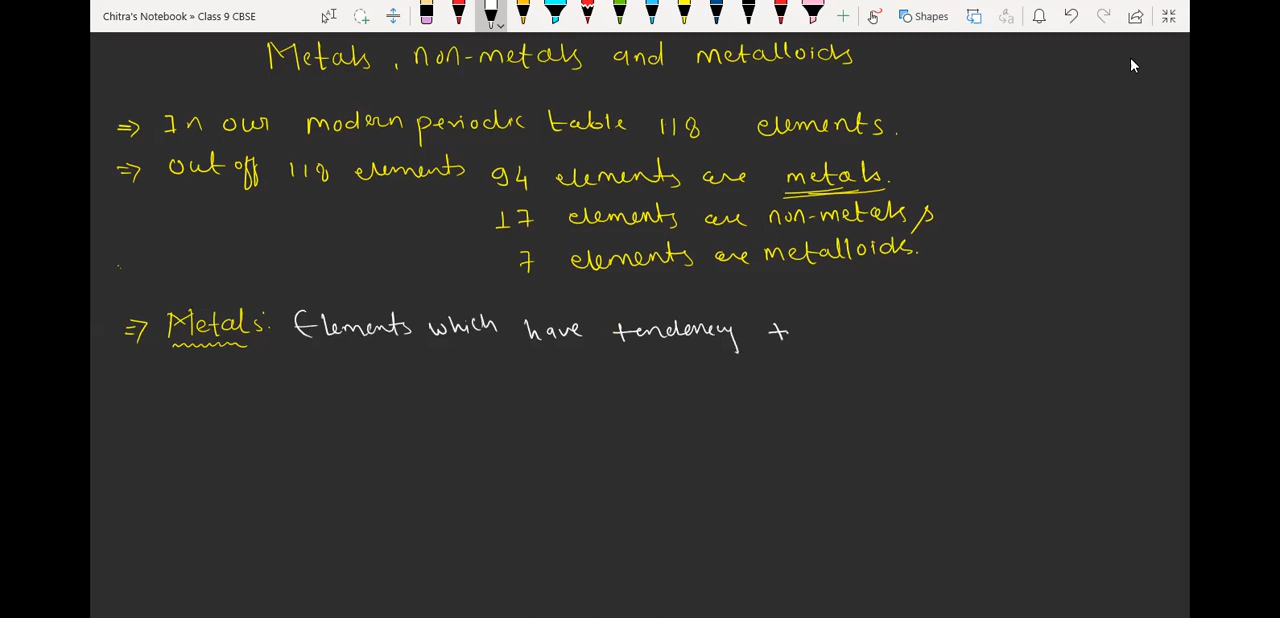 Chitra's Notebook » Class 9 CBSE
Shapes
Metals, non-metals and metalloids
⇒ In our modern periodic table 118 elements.
⇒ out off 118 elements 94 elements are metals.
17 elements are non-metals,
7 elements are metalloids.
⇒ Metals: Elements which have tendency t